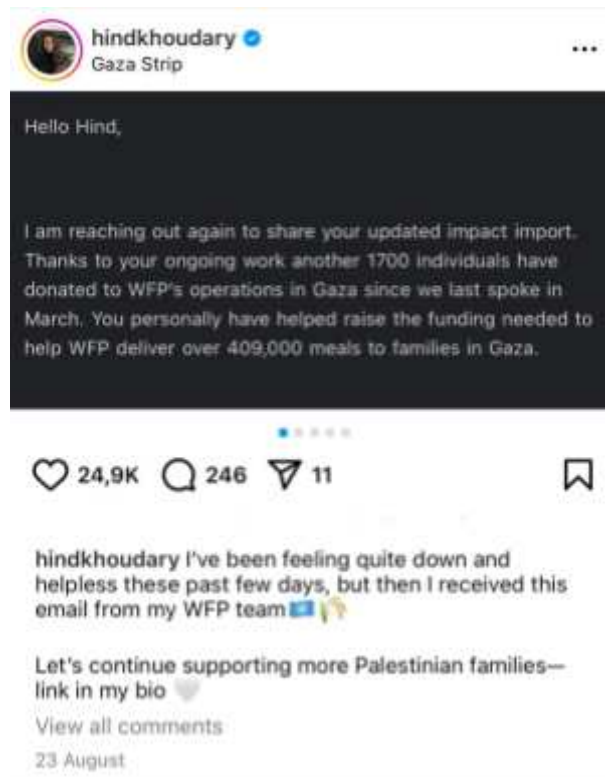 hindkhoudary
Gaza Strip
Hello Hind,
I am reaching out again to share your updated impact import.
Thanks to your ongoing work another 1700 individuals have
donated to WFP's operations in Gaza since we last spoke in
March. You personally have helped raise the funding needed to
help WFP deliver over 409,000 meals to families in Gaza.
24,9K 246 11
hindkhoudary I've been feeling quite down and
helpless these past few days, but then I received this
email from my WFP team
Let's continue supporting more Palestinian families—
link in my bio
View all comments
23 August